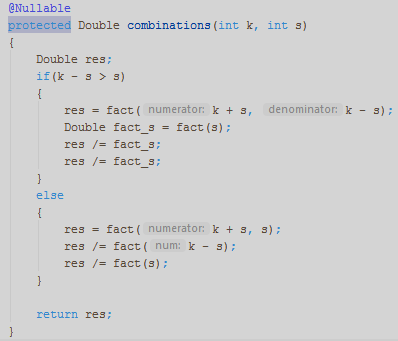 @Nullable
protected Double combinations(int k, int s)
{
    Double res;
    if(k - s > s)
    {
        res = fact( numerator: k + s, denominator: k - s);
        Double fact_s = fact(s);
        res /= fact_s;
        res /= fact_s;
    }
    else
    {
        res = fact( numerator: k + s, s);
        res /= fact( num: k - s);
        res /= fact(s);
    }

    return res;
}